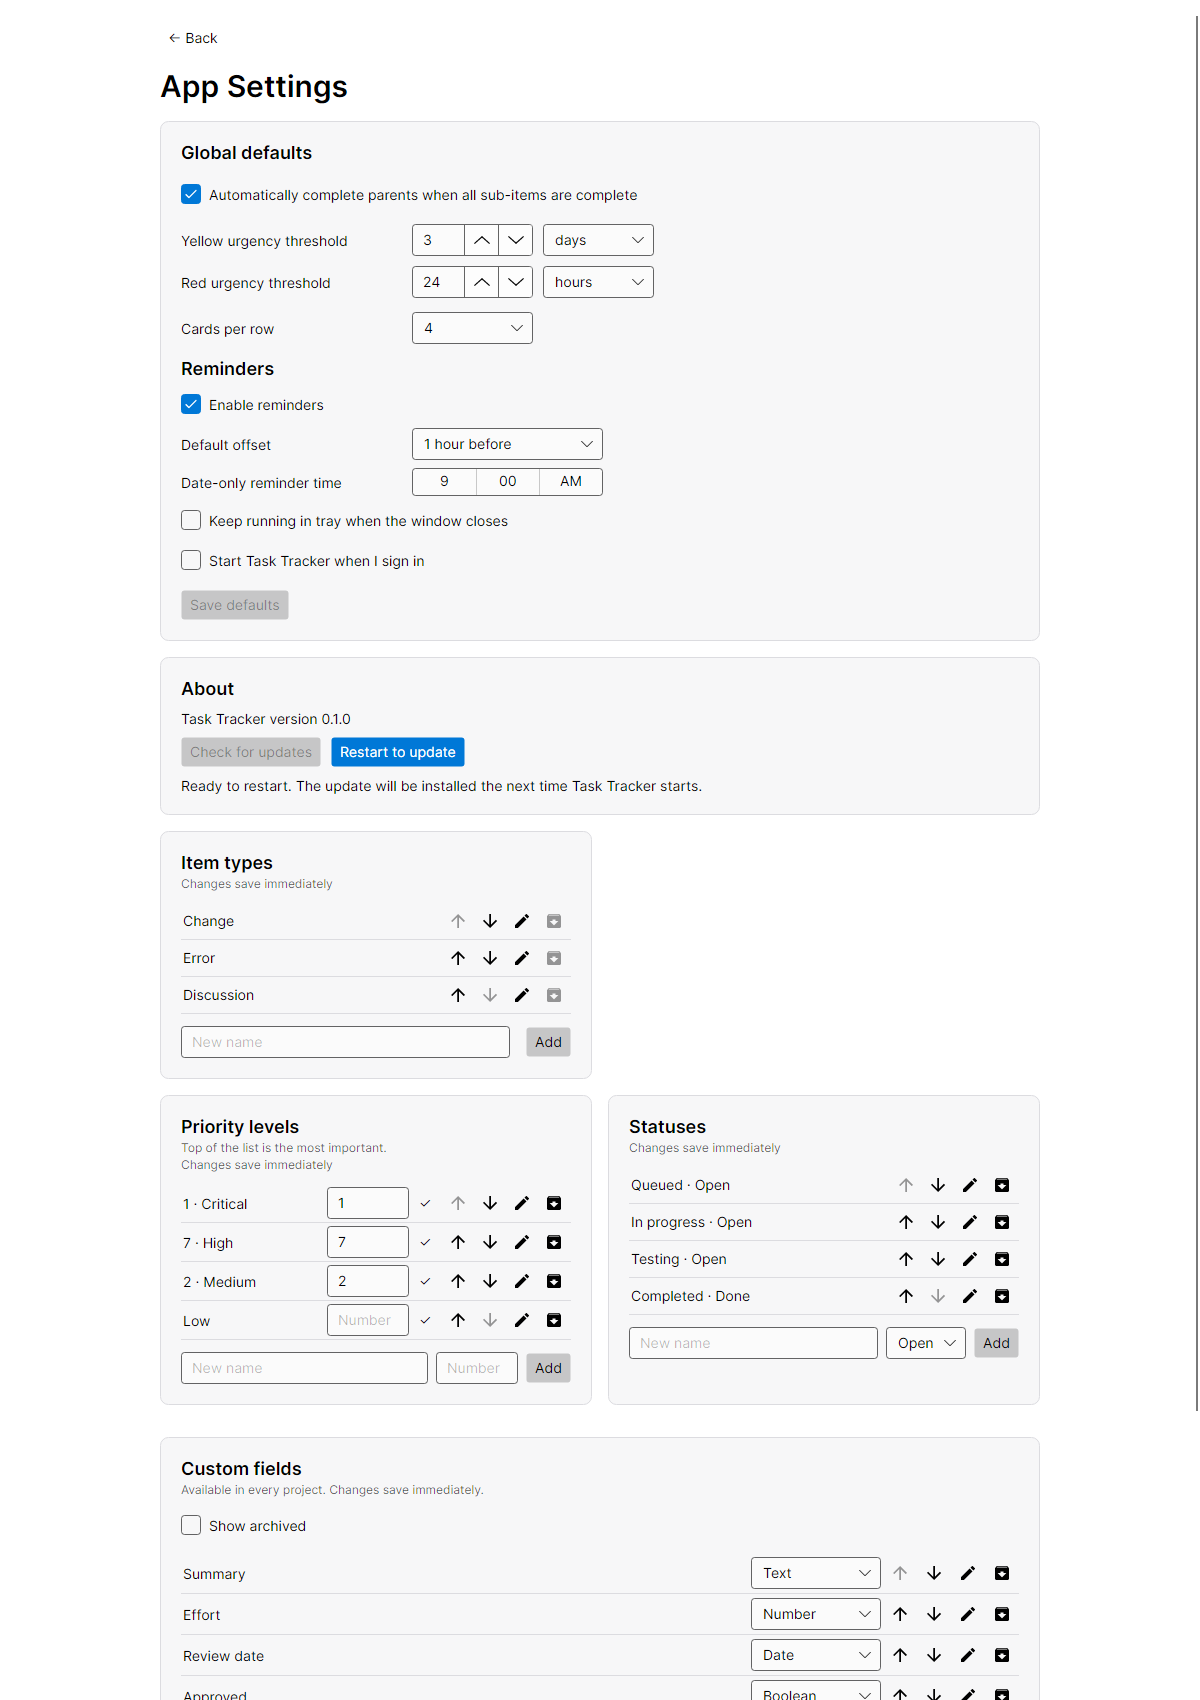 ← Back
App Settings
Global defaults
Automatically complete parents when all sub-items are complete
Yellow urgency threshold 3 days
Red urgency threshold 24 hours
Cards per row 4
Reminders
Enable reminders
Default offset 1 hour before
Date-only reminder time 9 00 AM
Keep running in tray when the window closes
Start Task Tracker when I sign in
Save defaults
About
Task Tracker version 0.1.0
Check for updates Restart to update
Ready to restart. The update will be installed the next time Task Tracker starts.
Item types
Changes save immediately
Change
Error
Discussion
New name Add
Priority levels
Top of the list is the most important.
Changes save immediately
1 · Critical 1
7 · High 7
2 · Medium 2
Low Number
New name Number Add
Statuses
Changes save immediately
Queued · Open
In progress · Open
Testing · Open
Completed · Done
New name Open Add
Custom fields
Available in every project. Changes save immediately.
Show archived
Summary Text
Effort Number
Review date Date
Approved Boolean